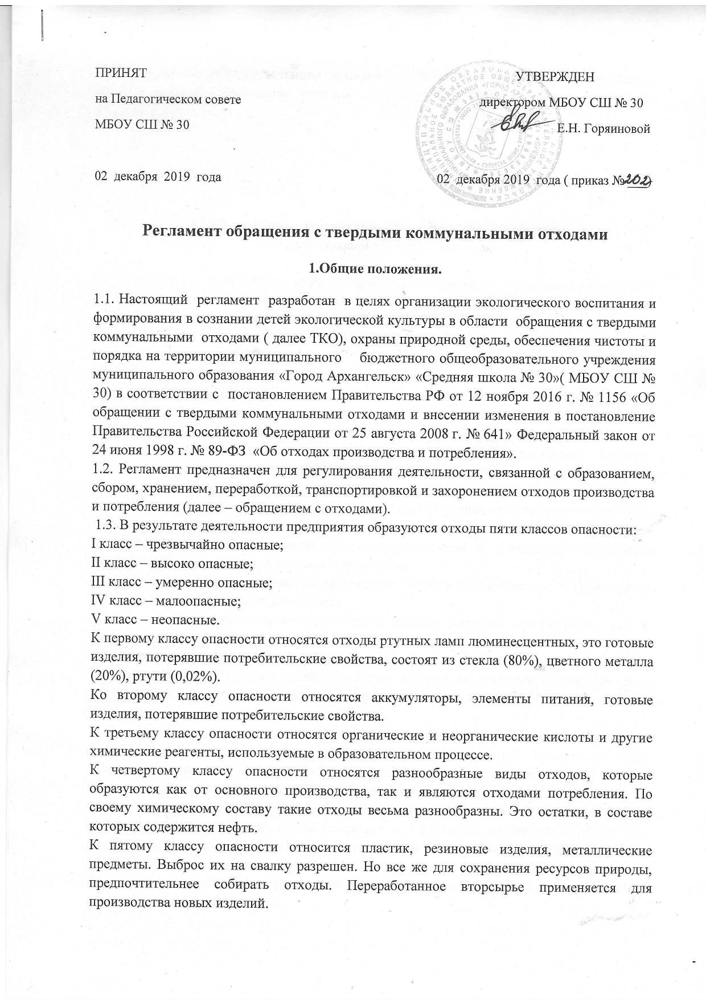 ПРИНЯТ
на Педагогическом совете
МБОУ СШ № 30
02 декабря 2019 года
УТВЕРЖДЕН
директором МБОУ СШ № 30
Е.Н. Горяиновой
02 декабря 2019 года ( приказ №202)
Регламент обращения с твердыми коммунальными отходами
1.Общие положения.
1.1. Настоящий регламент разработан в целях организации экологического воспитания и
формирования в сознании детей экологической культуры в области обращения с твердыми
коммунальными отходами ( далее ТКО), охраны природной среды, обеспечения чистоты и
порядка на территории муниципального бюджетного общеобразовательного учреждения
муниципального образования «Город Архангельск» «Средняя школа № 30»( МБОУ СШ №
30) в соответствии с постановлением Правительства РФ от 12 ноября 2016 г. № 1156 «Об
обращении с твердыми коммунальными отходами и внесении изменения в постановление
Правительства Российской Федерации от 25 августа 2008 г. № 641» Федеральный закон от
24 июня 1998 г. № 89-ФЗ «Об отходах производства и потребления».
1.2. Регламент предназначен для регулирования деятельности, связанной с образованием,
сбором, хранением, переработкой, транспортировкой и захоронением отходов производства
и потребления (далее – обращением с отходами).
1.3. В результате деятельности предприятия образуются отходы пяти классов опасности:
I класс – чрезвычайно опасные;
II класс – высоко опасные;
III класс – умеренно опасные;
IV класс – малоопасные;
V класс – неопасные.
К первому классу опасности относятся отходы ртутных ламп люминесцентных, это готовые
изделия, потерявшие потребительские свойства, состоят из стекла (80%), цветного металла
(20%), ртути (0,02%).
Ко второму классу опасности относятся аккумуляторы, элементы питания, готовые
изделия, потерявшие потребительские свойства.
К третьему классу опасности относятся органические и неорганические кислоты и другие
химические реагенты, используемые в образовательном процессе.
К четвертому классу опасности относятся разнообразные виды отходов, которые
образуются как от основного производства, так и являются отходами потребления. По
своему химическому составу такие отходы весьма разнообразны. Это остатки, в составе
которых содержится нефть.
К пятому классу опасности относится пластик, резиновые изделия, металлические
предметы. Выброс их на свалку разрешен. Но все же для сохранения ресурсов природы,
предпочтительнее собирать отходы. Переработанное вторсырье применяется для
производства новых изделий.